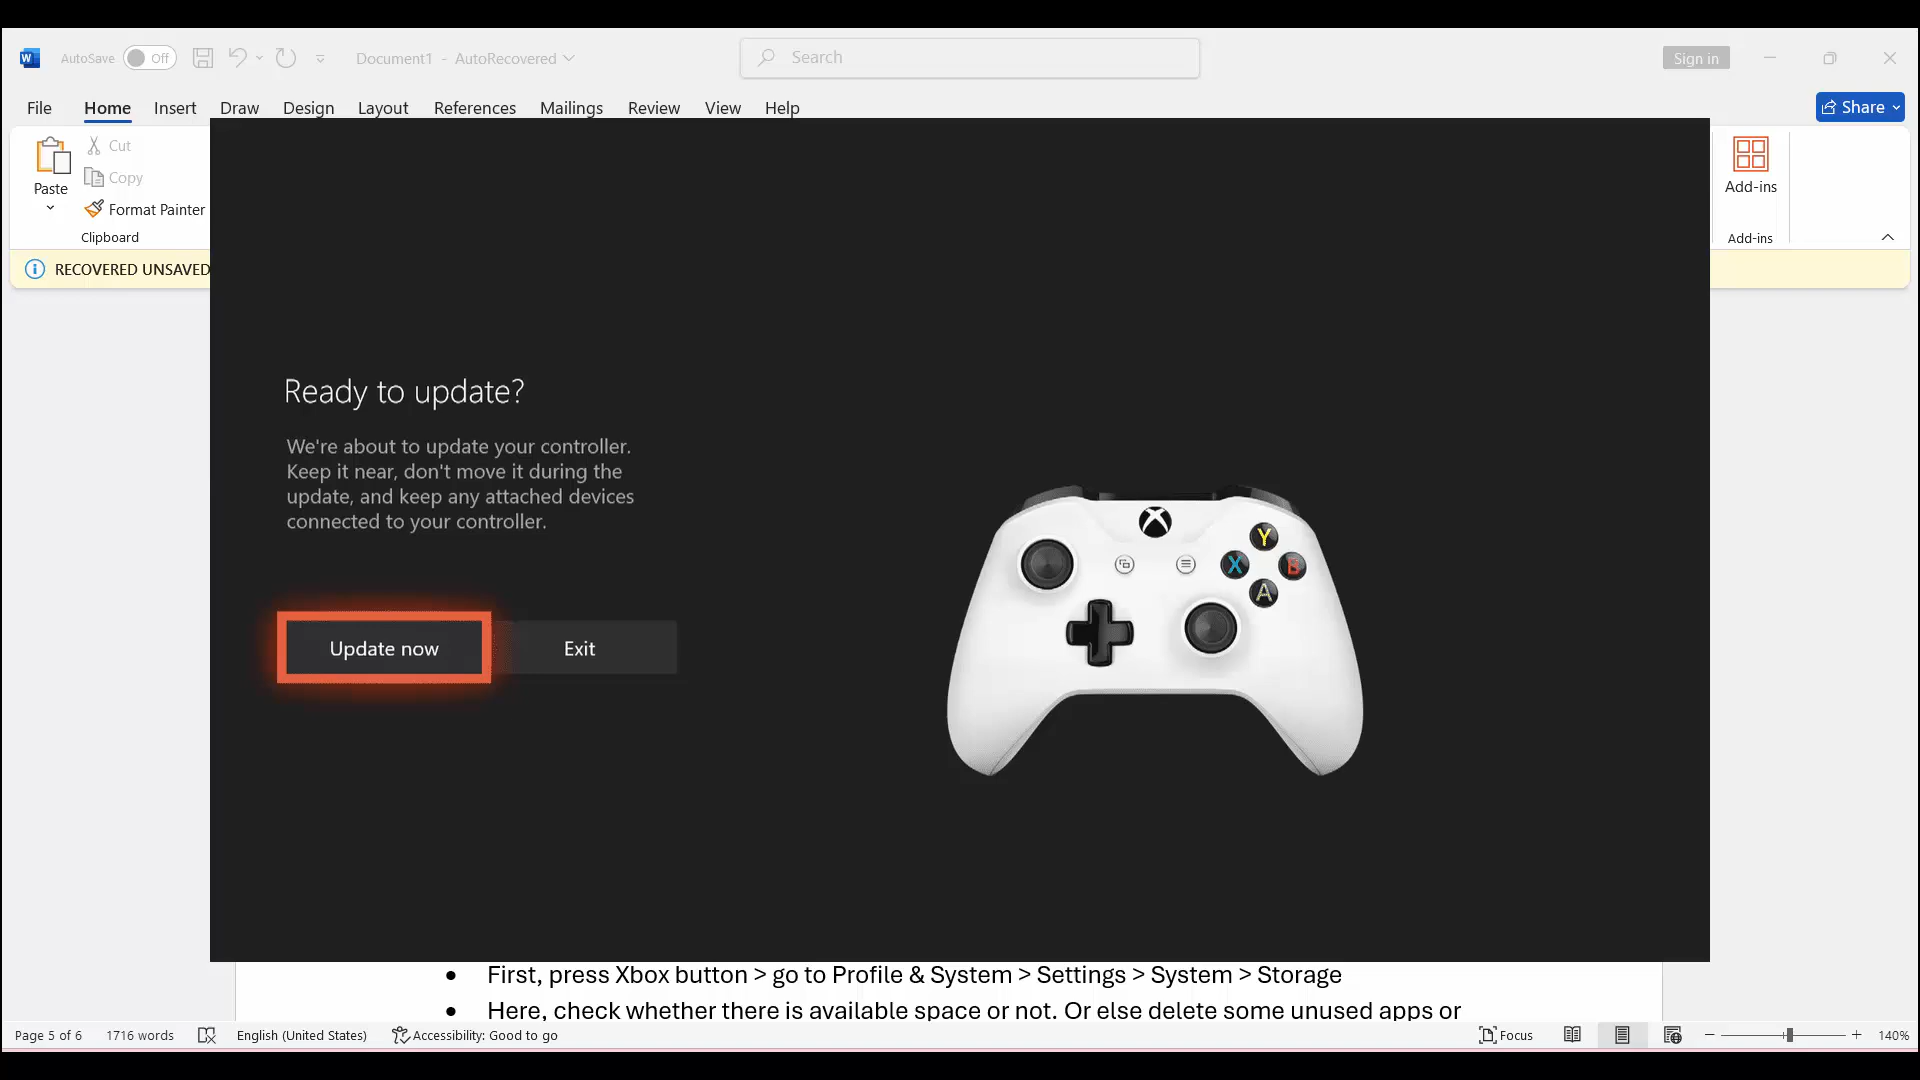 AutoSave Off Document1 - AutoRecovered Search Sign in
File Home Insert Draw Design Layout References Mailings Review View Help Share
Paste
Cut
Copy
Format Painter
Clipboard
Add-ins
Add-ins
RECOVERED UNSAVED
Ready to update?
We're about to update your controller.
Keep it near, don't move it during the
update, and keep any attached devices
connected to your controller.
Update now Exit
Y
X B
A
• First, press Xbox button > go to Profile & System > Settings > System > Storage
• Here, check whether there is available space or not. Or else delete some unused apps or
Page 5 of 6 1716 words English (United States) Accessibility: Good to go Focus 140%